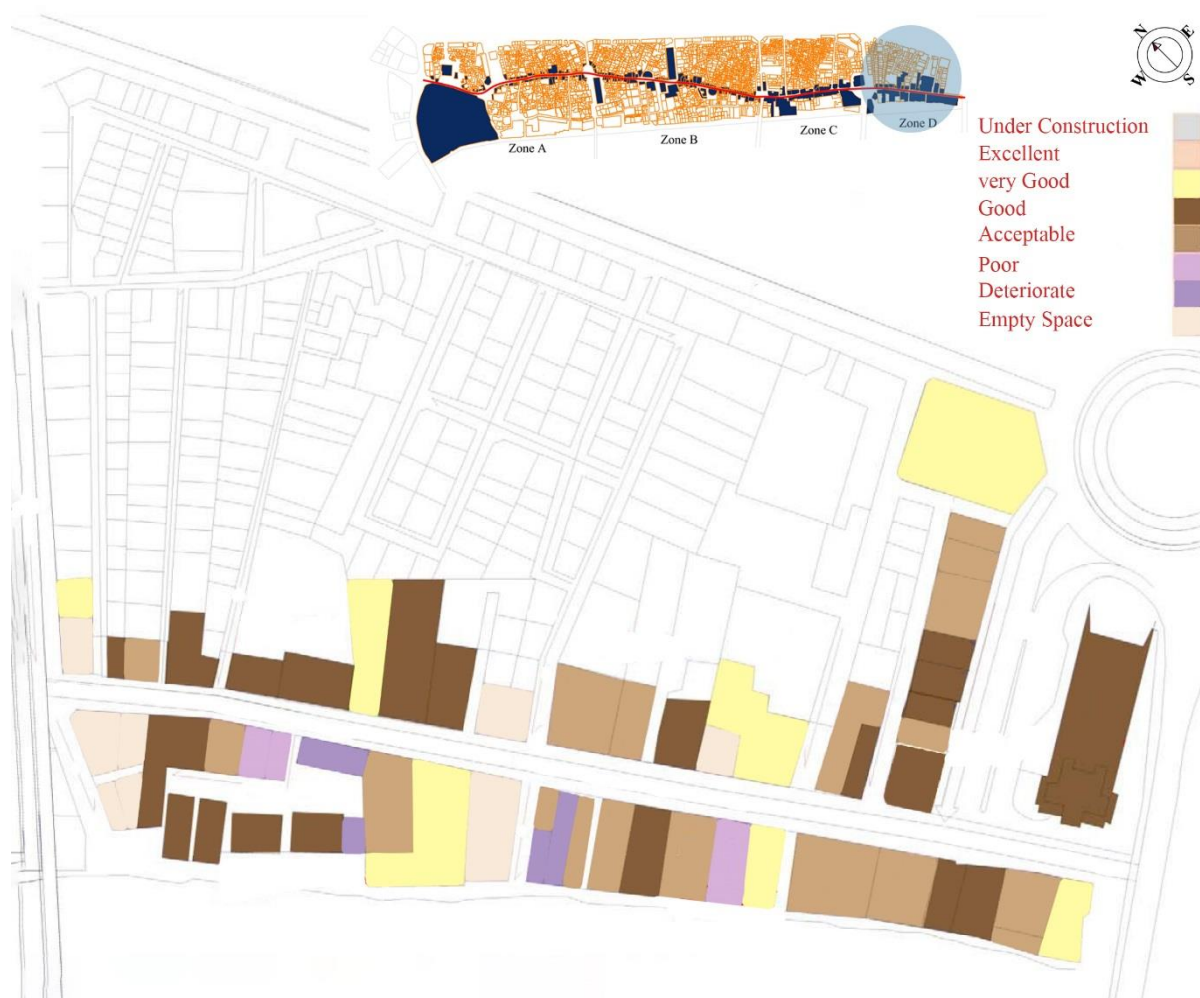 N
E
W
S
Zone A
Zone B
Zone C
Zone D
Under Construction
Excellent
very Good
Good
Acceptable
Poor
Deteriorate
Empty Space